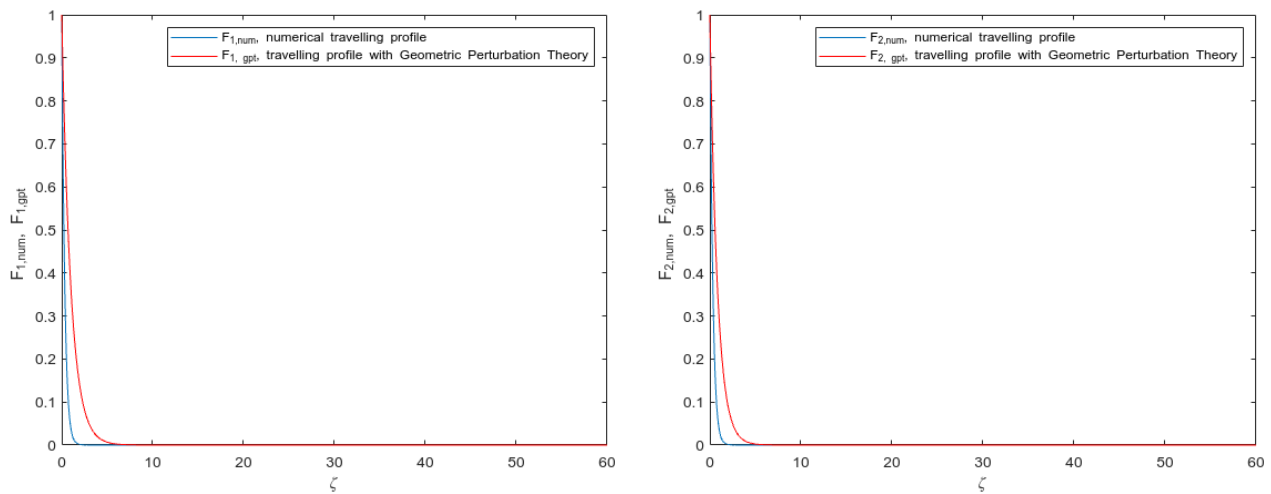 1
0.9
0.8
0.7
0.6
0.5
0.4
0.3
0.2
0.1
0
F1,num, F1,gpt
F1,num, numerical travelling profile
F1, gpt, travelling profile with Geometric Perturbation Theory
0 10 20 30 40 50 60
ζ
1
0.9
0.8
0.7
0.6
0.5
0.4
0.3
0.2
0.1
0
F2,num, F2,gpt
F2,num, numerical travelling profile
F2, gpt, travelling profile with Geometric Perturbation Theory
0 10 20 30 40 50 60
ζ